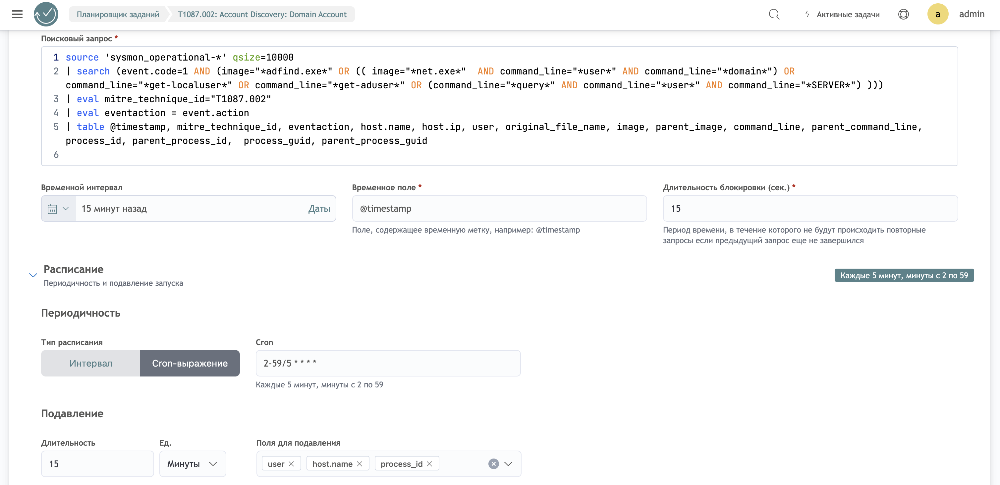 Планировщик заданий
T1087.002: Account Discovery: Domain Account
Активные задачи
a
admin
Поисковый запрос *
1 source 'sysmon_operational-*' qsize=10000
2 | search (event.code=1 AND (image="*adfind.exe*" OR (( image="*net.exe*"  AND command_line="*user*" AND command_line="*domain*") OR
command_line="*get-localuser*" OR command_line="*get-aduser*" OR (command_line="*query*" AND command_line="*user*" AND command_line="*SERVER*") )))
3 | eval mitre_technique_id="T1087.002"
4 | eval eventaction = event.action
5 | table @timestamp, mitre_technique_id, eventaction, host.name, host.ip, user, original_file_name, image, parent_image, command_line, parent_command_line,
process_id, parent_process_id,  process_guid, parent_process_guid
6
Временной интервал
15 минут назад
Даты
Временное поле *
@timestamp
Поле, содержащее временную метку, например: @timestamp
Длительность блокировки (сек.) *
15
Период времени, в течение которого не будут происходить повторные
запросы если предыдущий запрос еще не завершился
Расписание
Периодичность и подавление запуска
Каждые 5 минут, минуты с 2 по 59
Периодичность
Тип расписания
Интервал
Cron-выражение
Cron
2-59/5 * * * *
Каждые 5 минут, минуты с 2 по 59
Подавление
Длительность
15
Ед.
Минуты
Поля для подавления
user
host.name
process_id